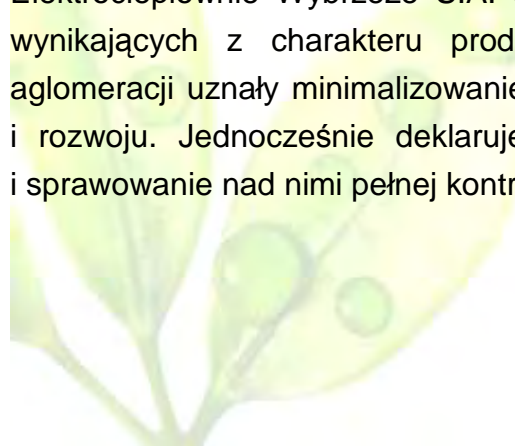 Elektrociepłownie Wybrzeże S.A.
wynikających z charakteru prod
aglomeracji uznały minimalizowanie
i rozwoju. Jednocześnie deklaruje
i sprawowanie nad nimi pełnej kontr